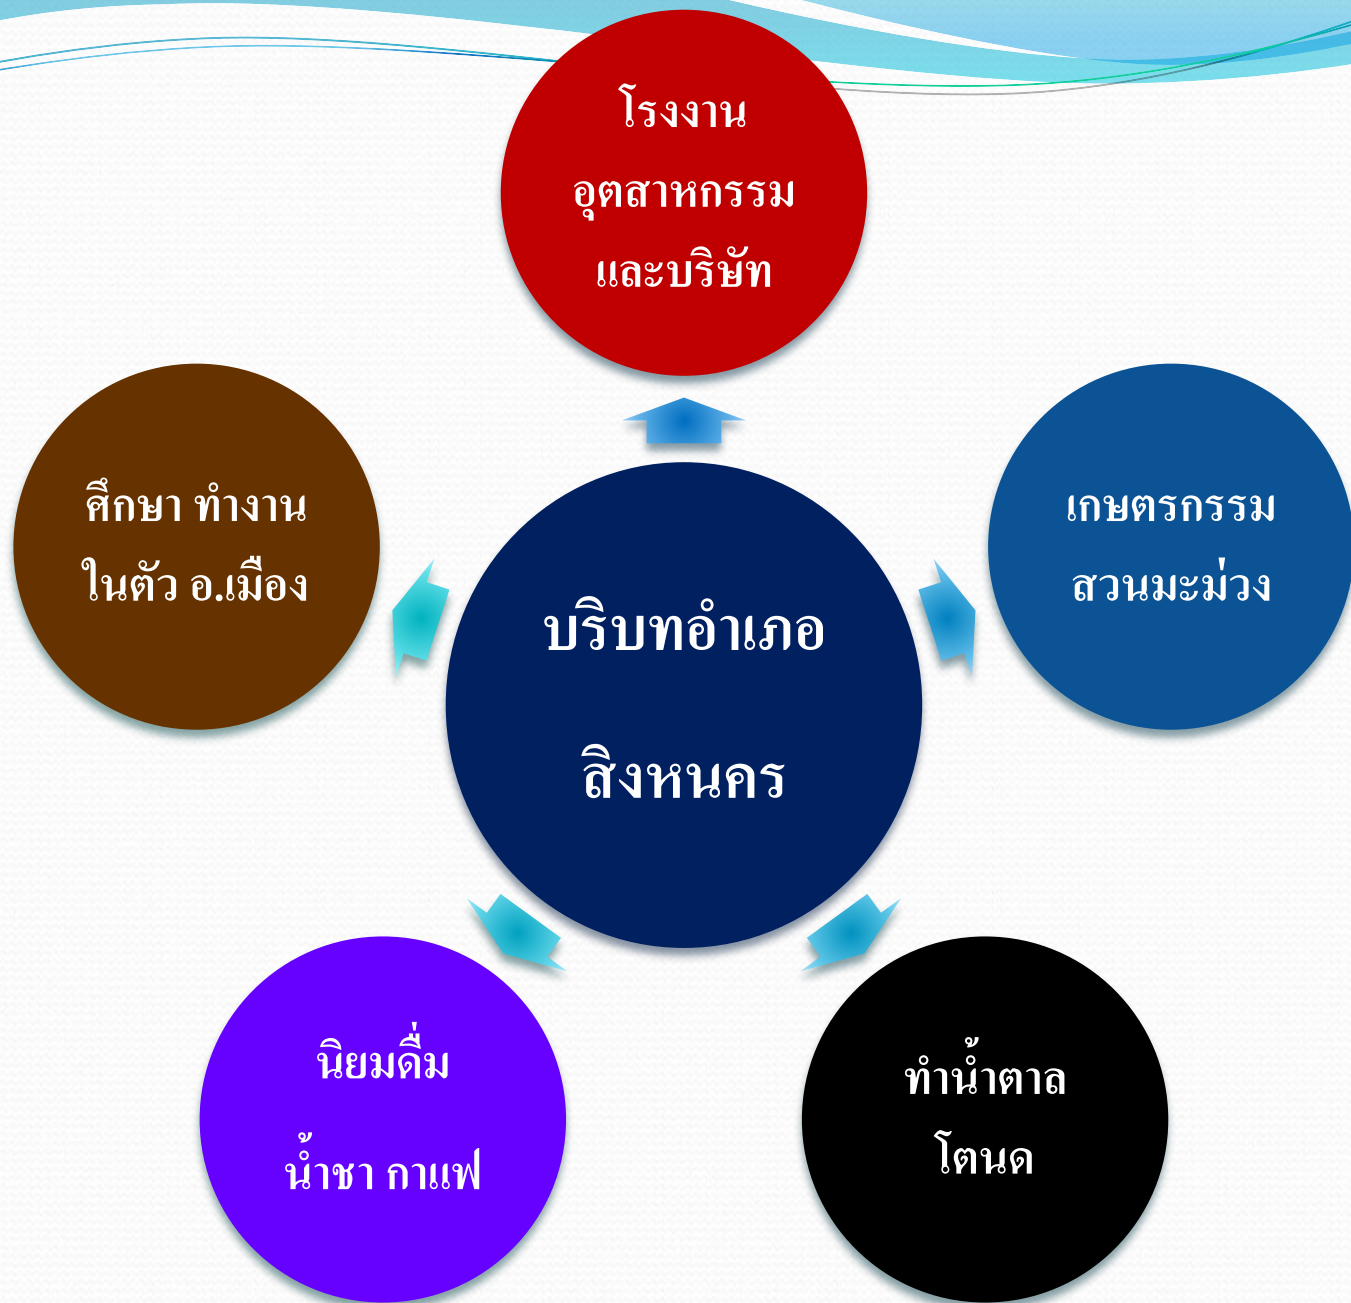 โรงงาน
อุตสาหกรรม
และบริษัท
ศึกษา ทำงาน
ในตัว อ.เมือง
เกษตรกรรม
สวนมะม่วง
บริบทอำเภอ
สิงหนคร
นิยมดื่ม
น้ำชา กาแฟ
ทำน้ำตาล
โตนด